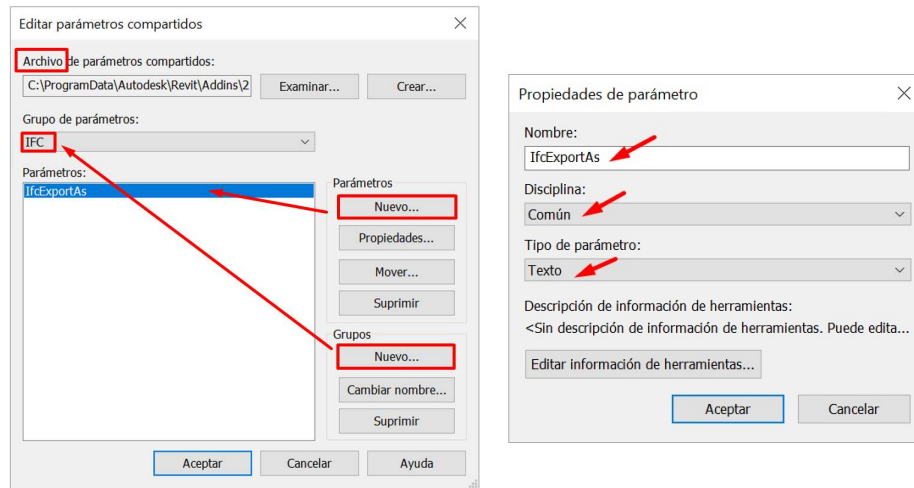 Editar parámetros compartidos
Archivo de parámetros compartidos:
C:\ProgramData\Autodesk\Revit\Addins\2
Examinar...
Crear...
Grupo de parámetros:
IFC
Parámetros:
IfcExportAs
Parámetros
Nuevo...
Propiedades...
Mover...
Suprimir
Grupos
Nuevo...
Cambiar nombre...
Suprimir
Aceptar
Cancelar
Ayuda
Propiedades de parámetro
Nombre:
IfcExportAs
Disciplina:
Común
Tipo de parámetro:
Texto
Descripción de información de herramientas:
<Sin descripción de información de herramientas. Puede edita...
Editar información de herramientas...
Aceptar
Cancelar